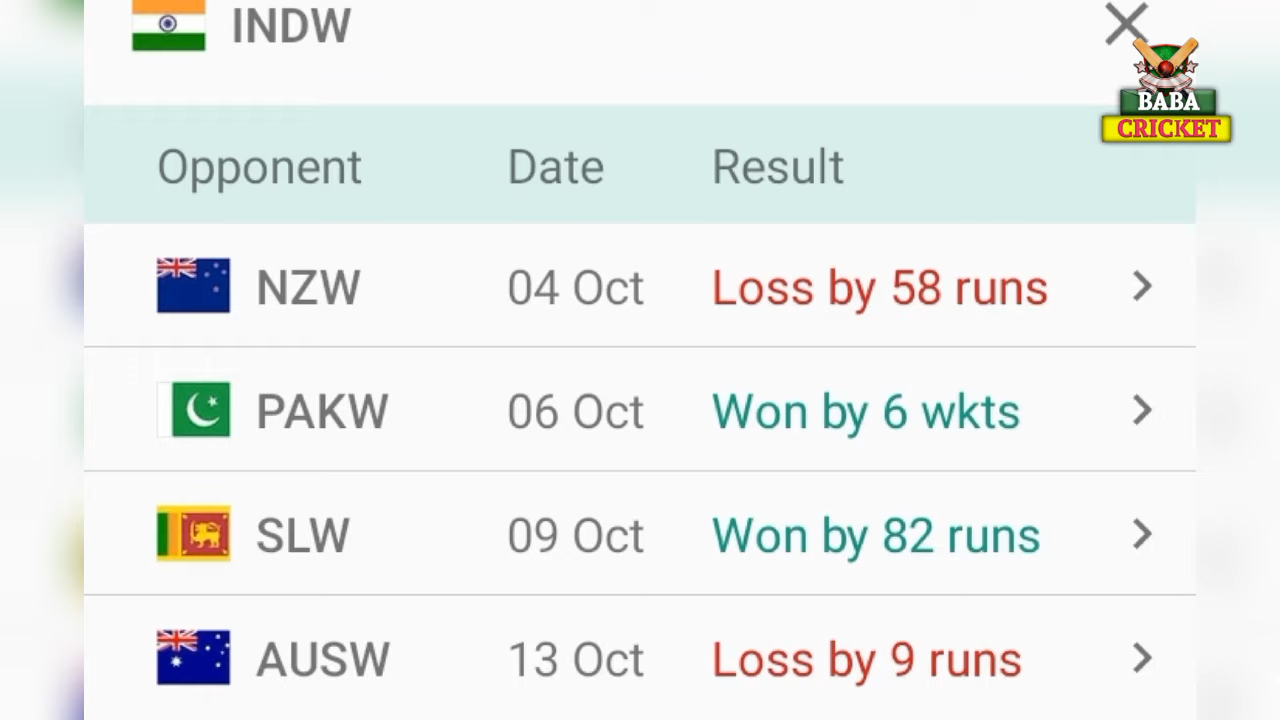 INDW
BABA
CRICKET
Opponent Date Result
NZW 04 Oct Loss by 58 runs
PAKW 06 Oct Won by 6 wkts
SLW 09 Oct Won by 82 runs
AUSW 13 Oct Loss by 9 runs